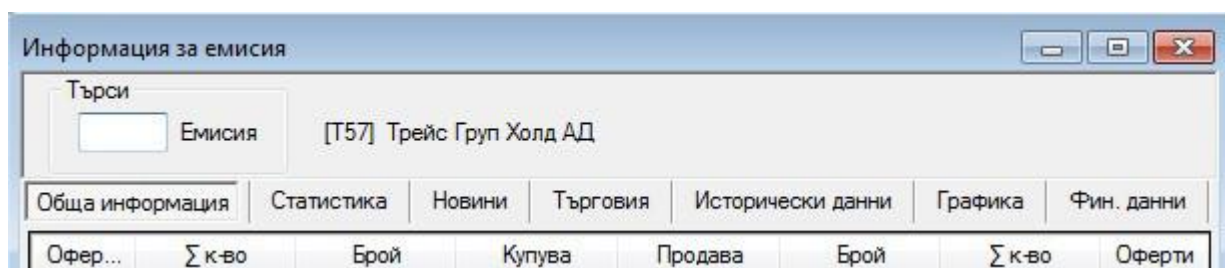 Информация за емисия
Търси
Емисия [T57] Трейс Груп Холд АД
Обща информация Статистика Новини Търговия Исторически данни Графика Фин. данни
Офер... ∑ к-во Брой Купува Продава Брой ∑ к-во Оферти